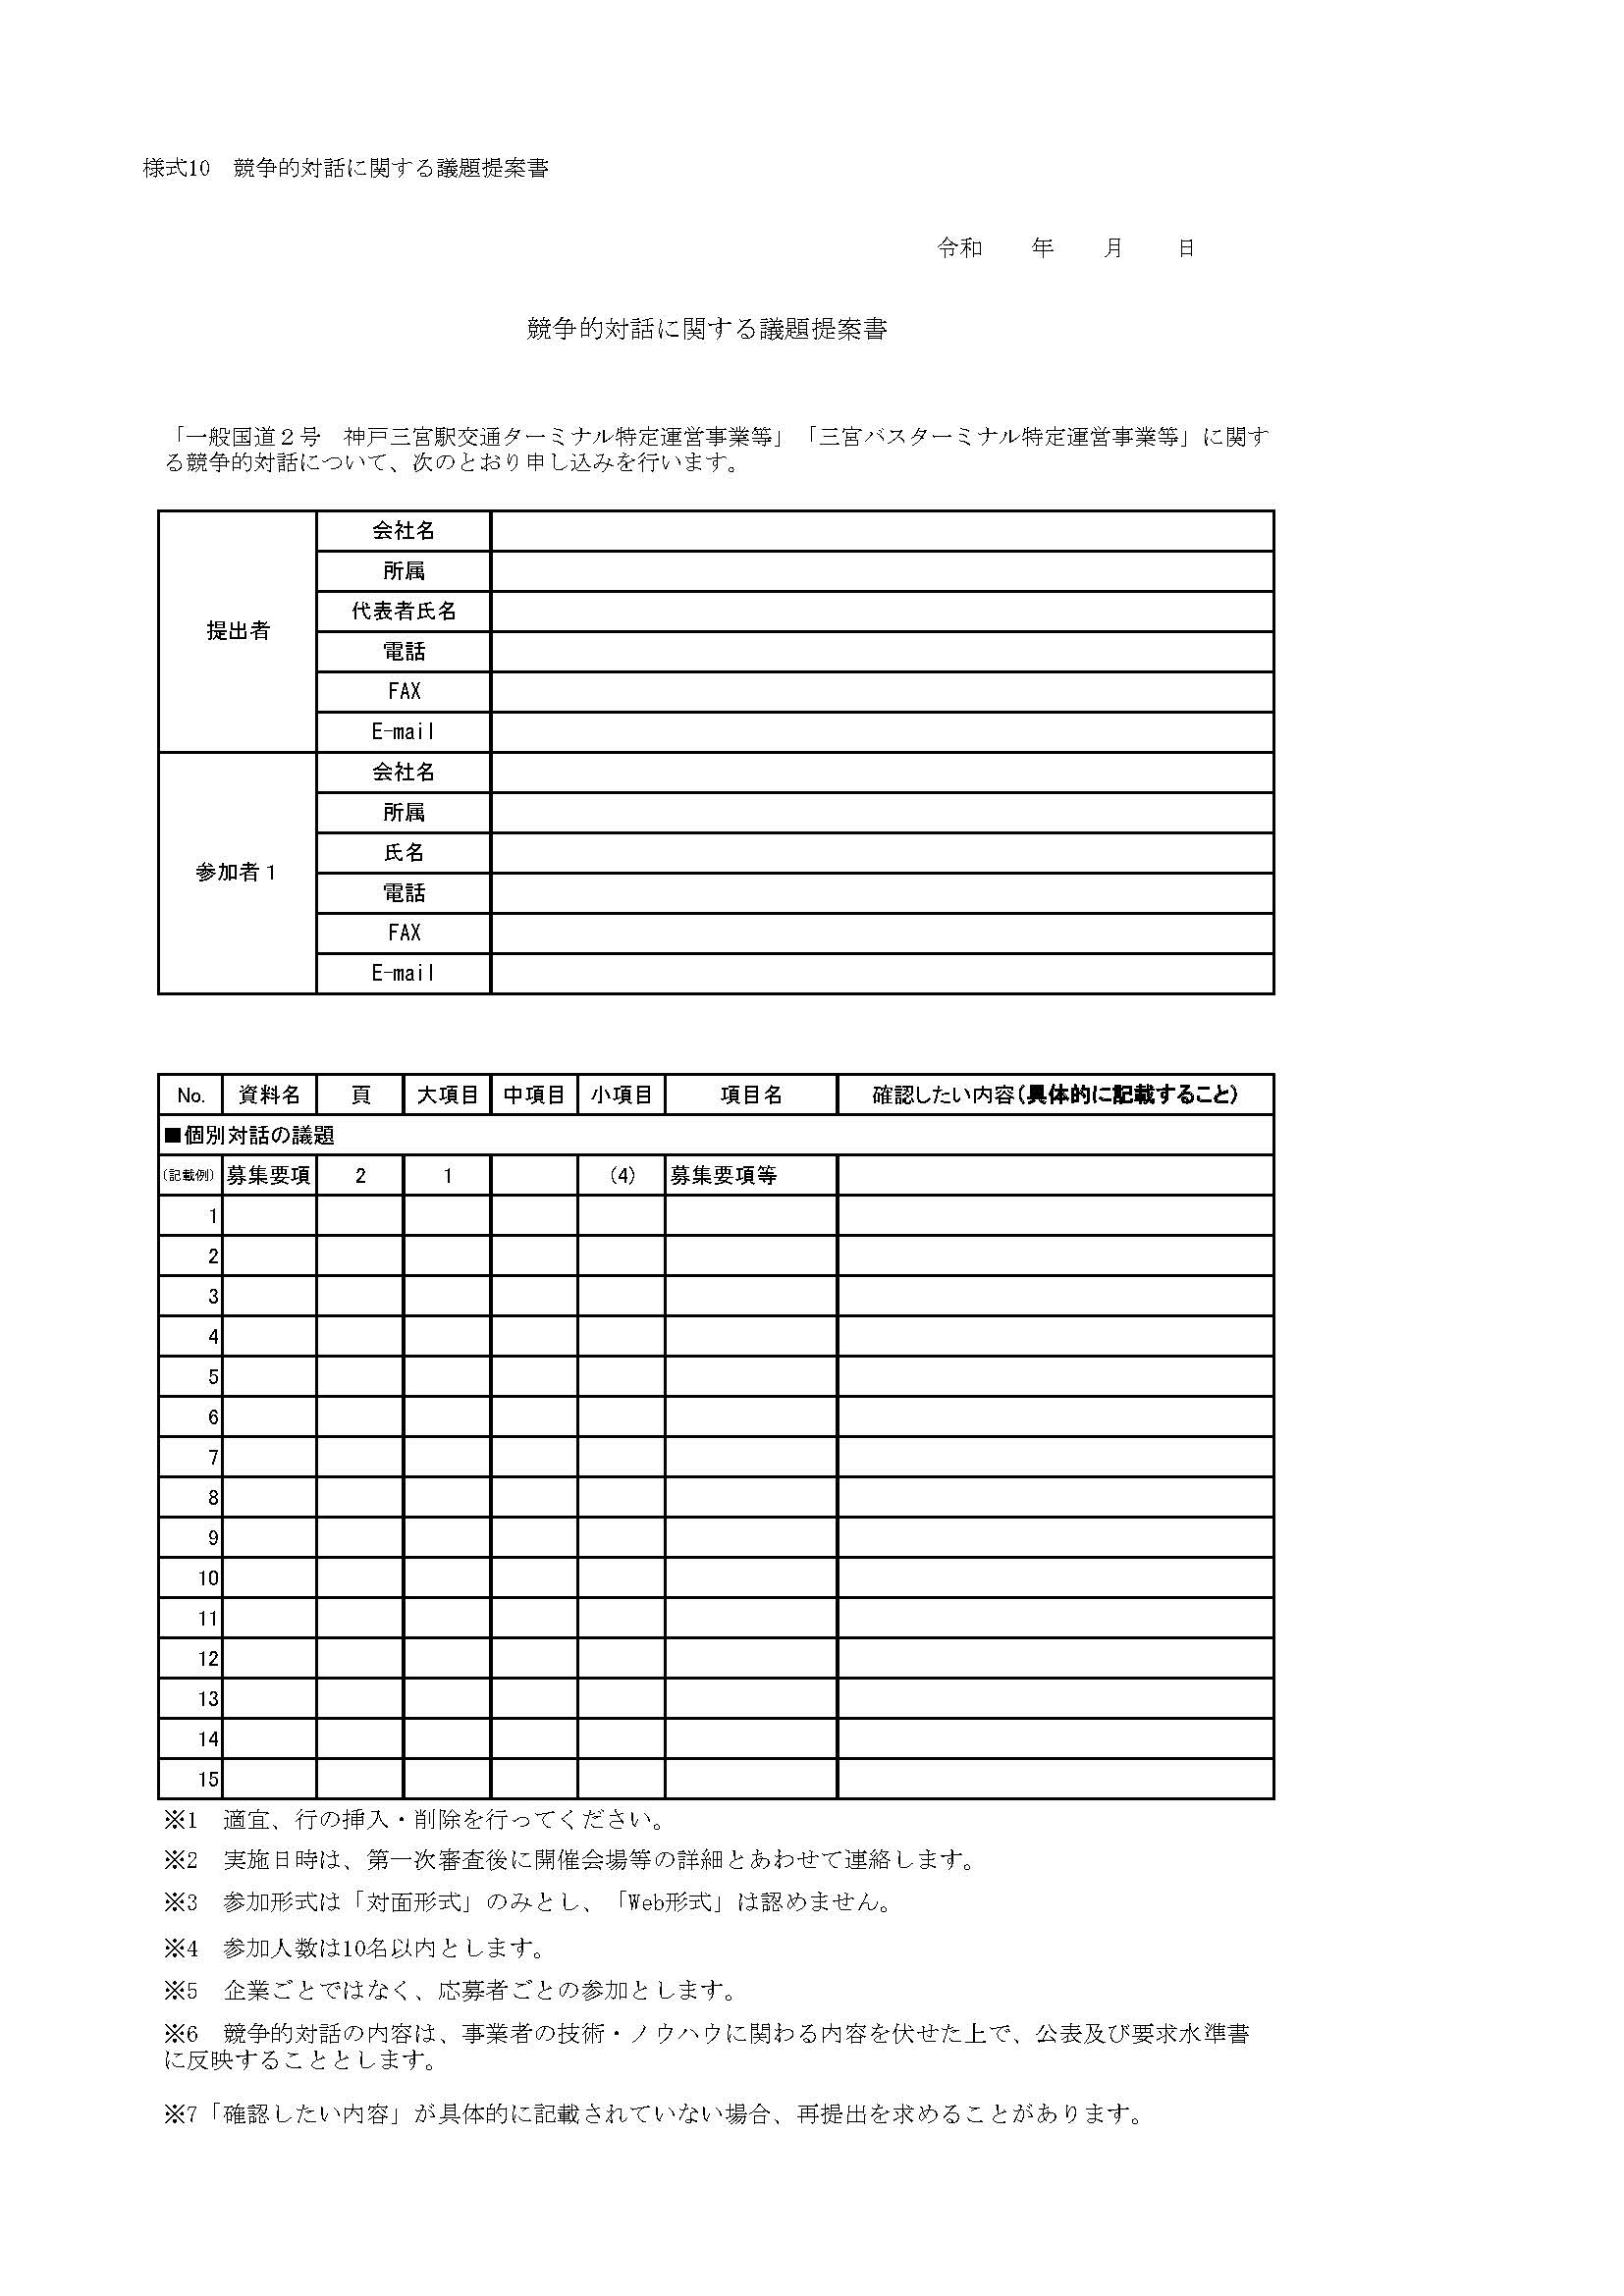 様式10　競争的対話に関する議題提案書
令和　　年　　月　　日
競争的対話に関する議題提案書
「一般国道２号　神戸三宮駅交通ターミナル特定運営事業等」「三宮バスターミナル特定運営事業等」に関す
る競争的対話について、次のとおり申し込みを行います。
提出者
会社名
所属
代表者氏名
電話
FAX
E-mail
参加者１
会社名
所属
氏名
電話
FAX
E-mail
No. 資料名 頁 大項目 中項目 小項目 項目名 確認したい内容（具体的に記載すること）
■個別対話の議題
（記載例） 募集要項 2 1 （4） 募集要項等
1
2
3
4
5
6
7
8
9
10
11
12
13
14
15
※1　適宜、行の挿入・削除を行ってください。
※2　実施日時は、第一次審査後に開催会場等の詳細とあわせて連絡します。
※3　参加形式は「対面形式」のみとし、「Web形式」は認めません。
※4　参加人数は10名以内とします。
※5　企業ごとではなく、応募者ごとの参加とします。
※6　競争的対話の内容は、事業者の技術・ノウハウに関わる内容を伏せた上で、公表及び要求水準書
に反映することとします。
※7「確認したい内容」が具体的に記載されていない場合、再提出を求めることがあります。